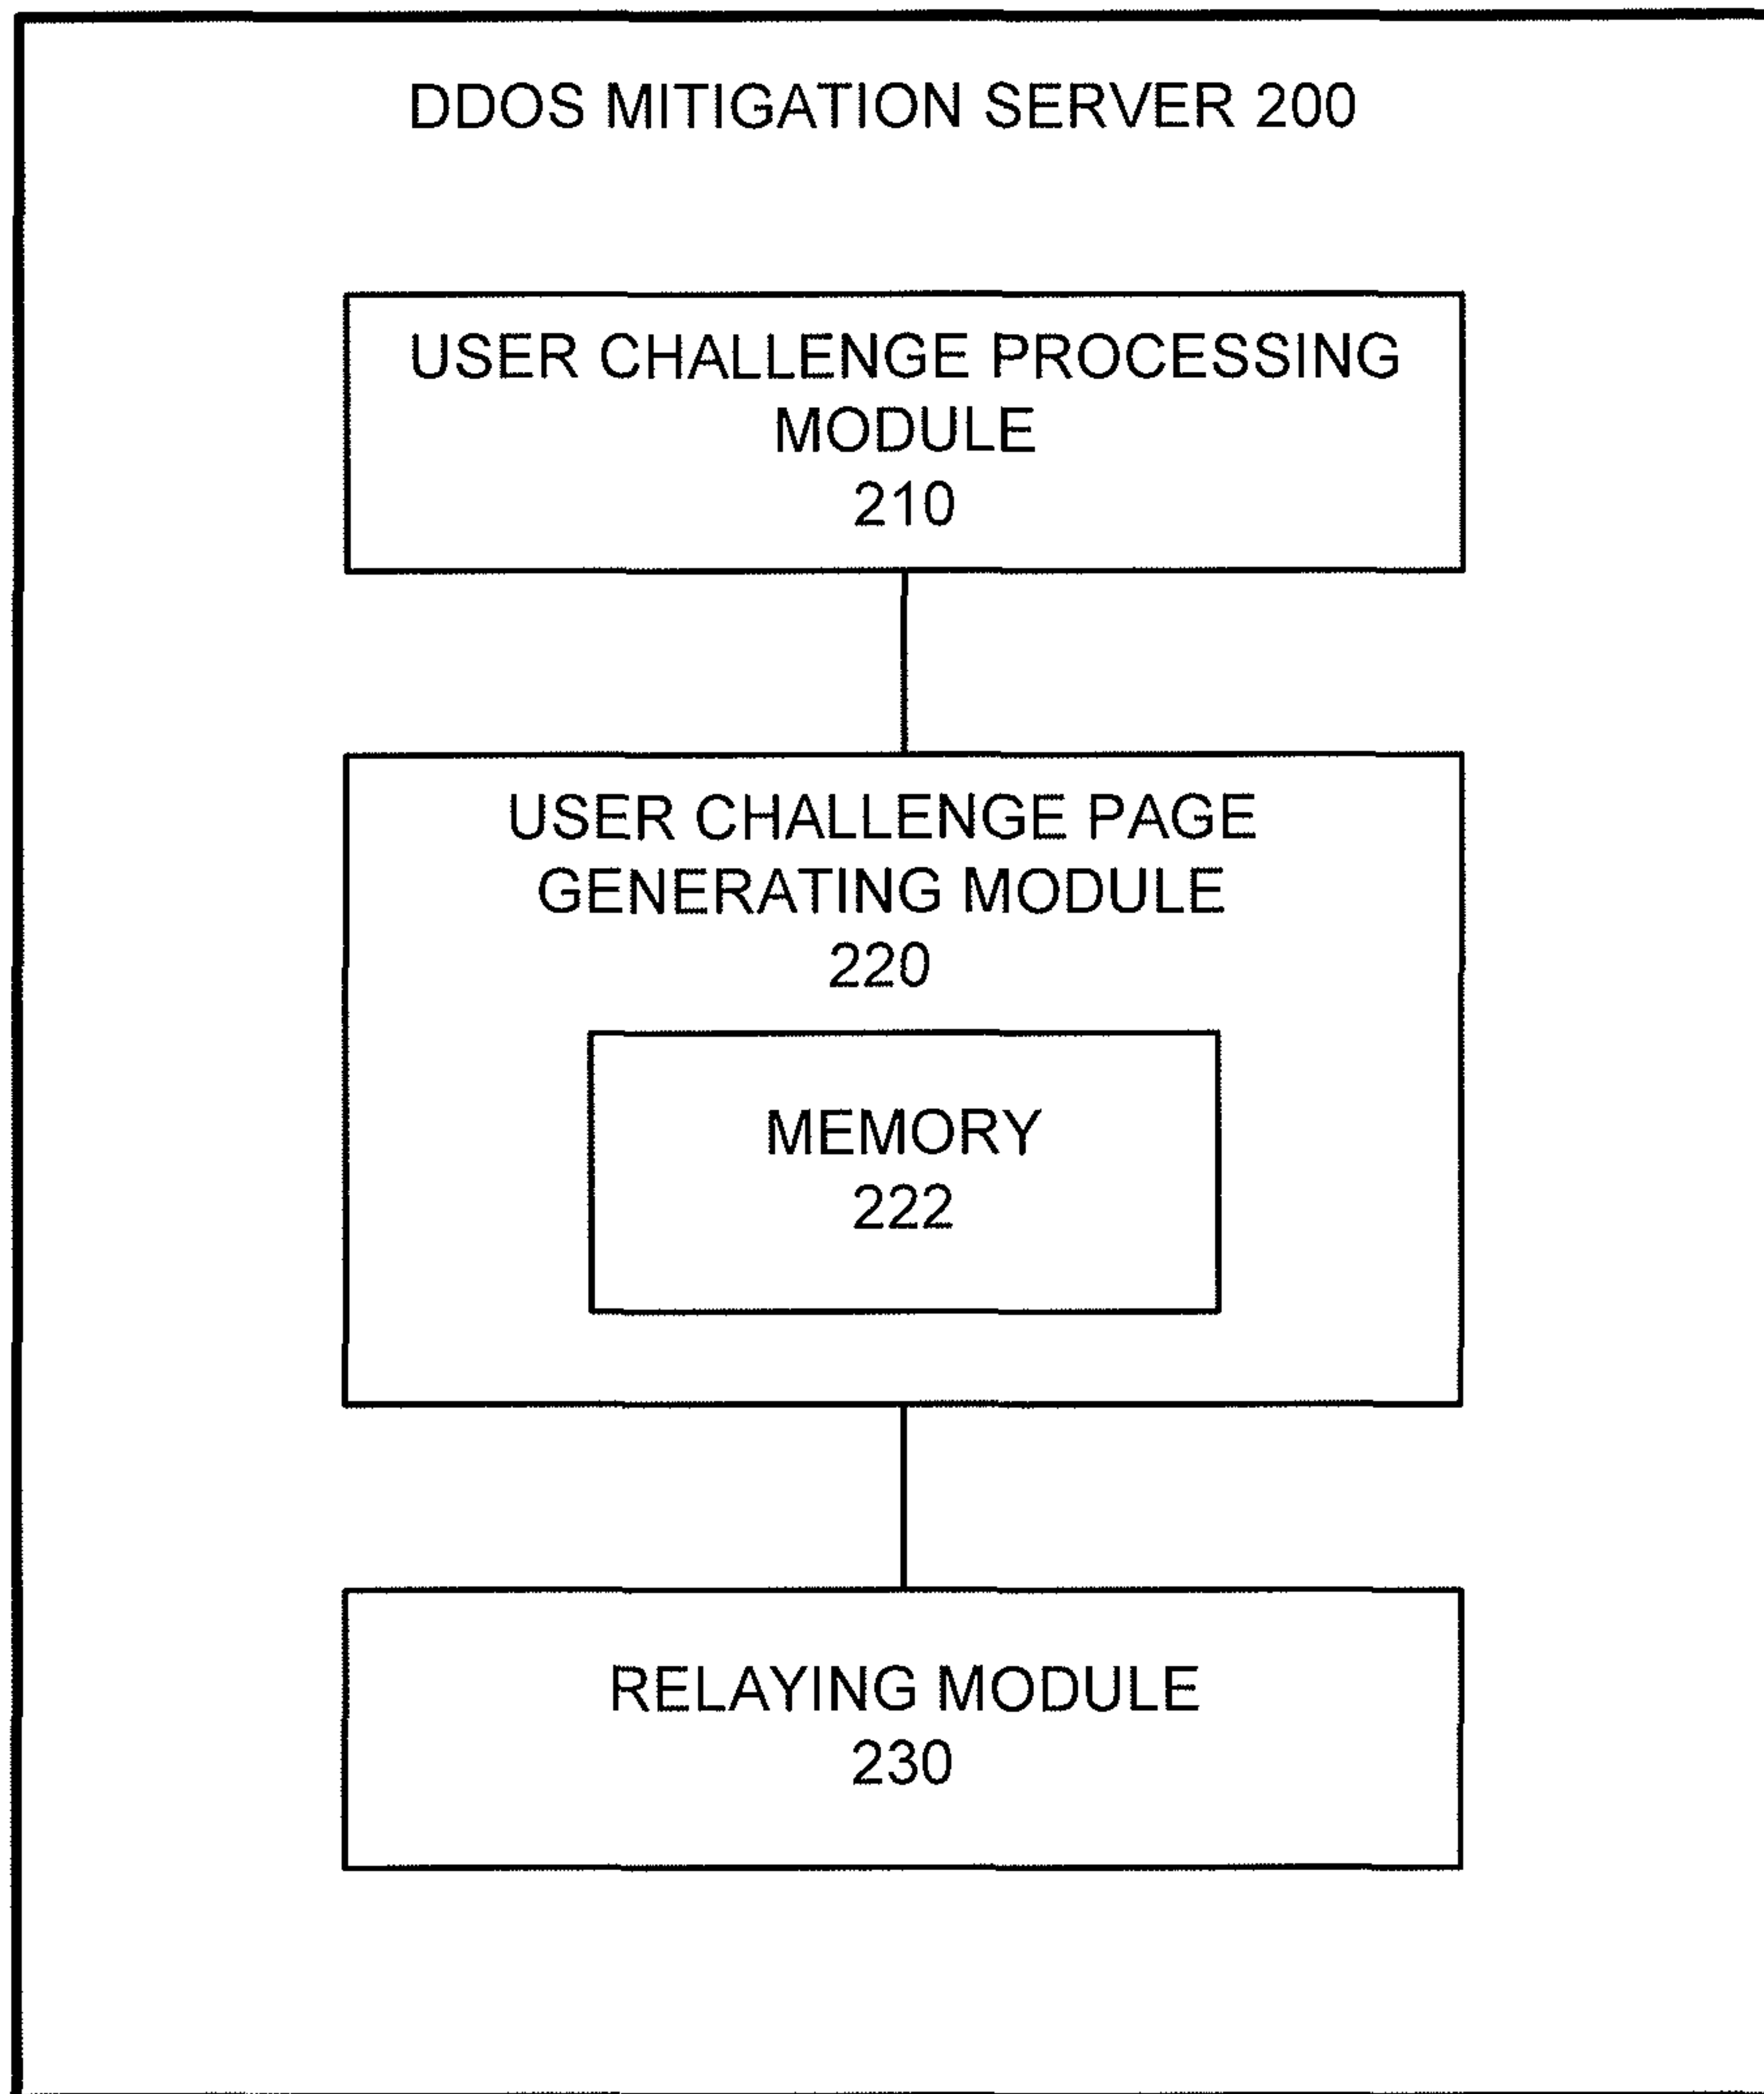 DDOS MITIGATION SERVER 200
USER CHALLENGE PROCESSING
MODULE
210
USER CHALLENGE PAGE
GENERATING MODULE
220
MEMORY
222
RELAYING MODULE
230